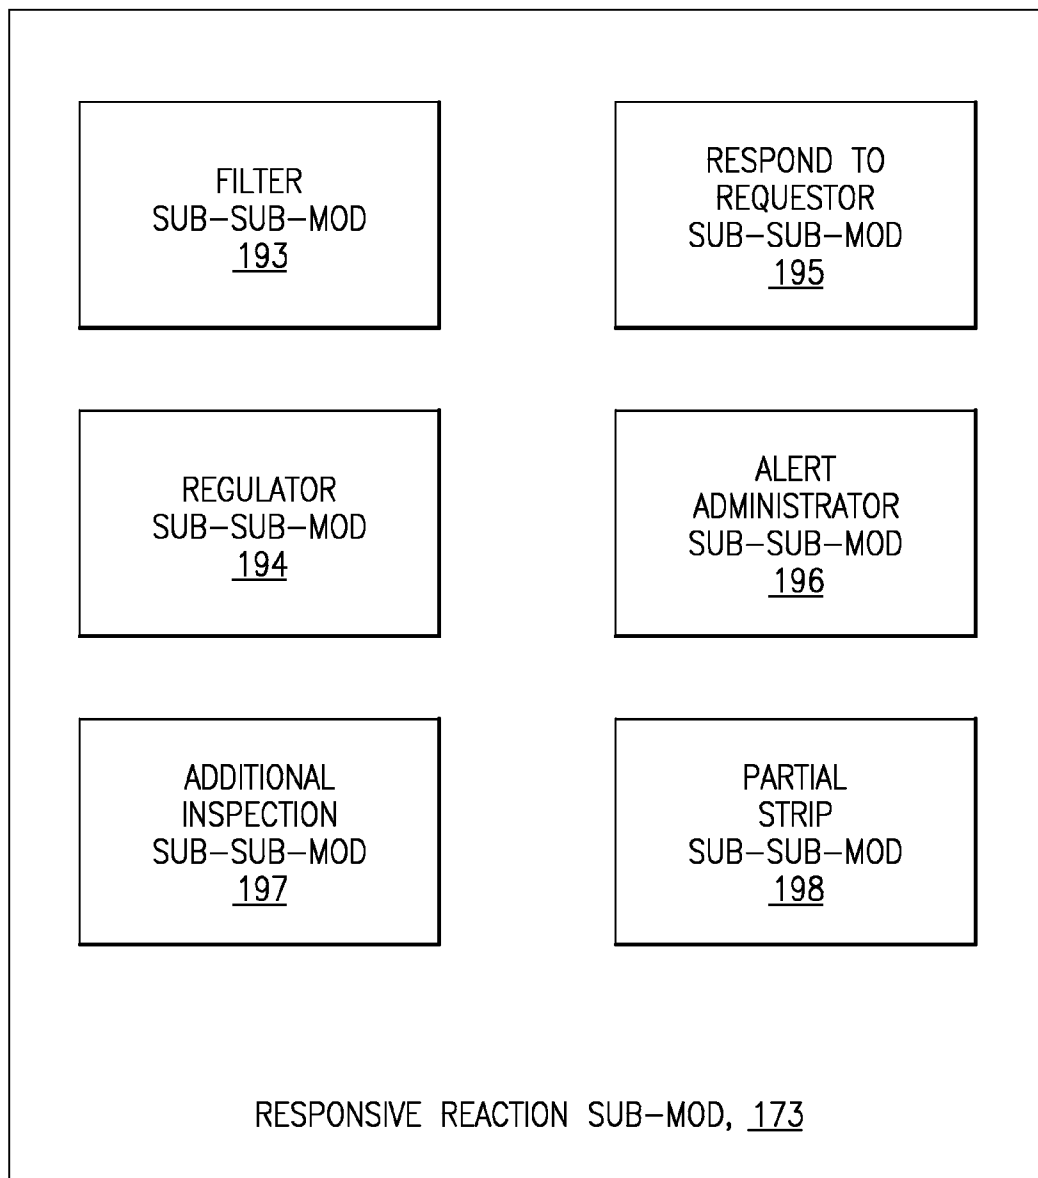 FILTER
SUB-SUB-MOD
193
RESPOND TO
REQUESTOR
SUB-SUB-MOD
195
REGULATOR
SUB-SUB-MOD
194
ALERT
ADMINISTRATOR
SUB-SUB-MOD
196
ADDITIONAL
INSPECTION
SUB-SUB-MOD
197
PARTIAL
STRIP
SUB-SUB-MOD
198
RESPONSIVE REACTION SUB-MOD, 173